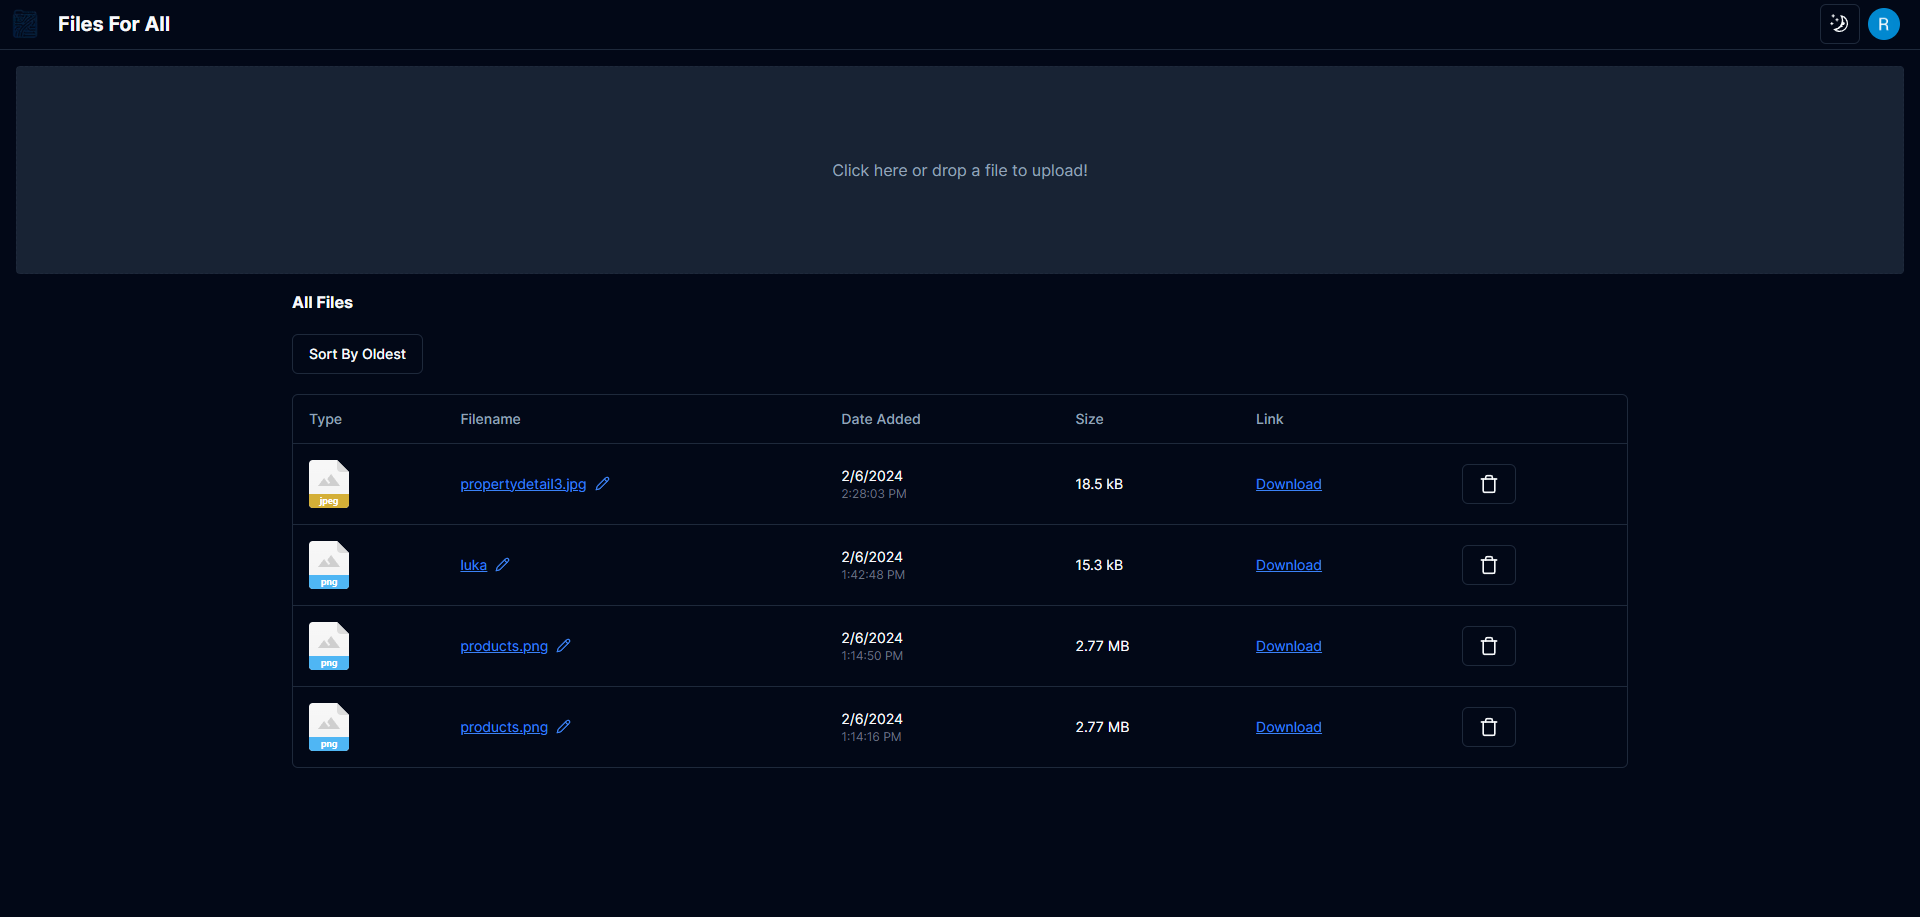 Files For All
R
Click here or drop a file to upload!
All Files
Sort By Oldest
Type Filename Date Added Size Link
jpeg propertydetail3.jpg 2/6/2024 18.5 kB Download
2:28:03 PM
png luka 2/6/2024 15.3 kB Download
1:42:48 PM
png products.png 2/6/2024 2.77 MB Download
1:14:50 PM
png products.png 2/6/2024 2.77 MB Download
1:14:16 PM